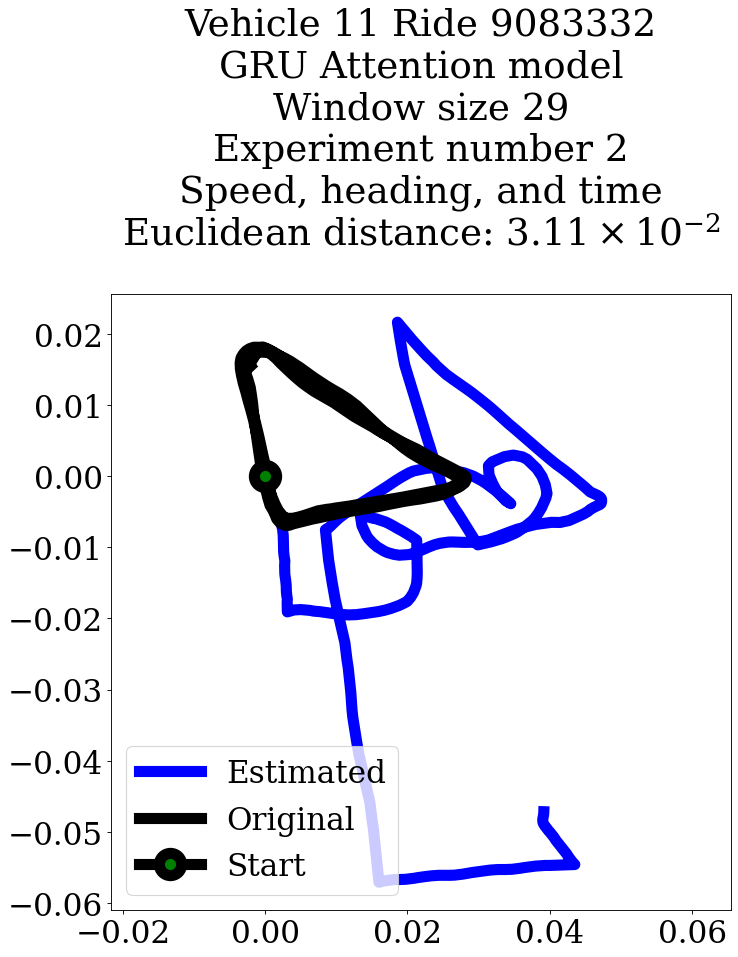 Vehicle 11 Ride 9083332
GRU Attention model
Window size 29
Experiment number 2
Speed, heading, and time
Euclidean distance: 3.11 × 10⁻²
0.02
0.01
0.00
−0.01
−0.02
−0.03
−0.04
−0.05
−0.06
Estimated
Original
Start
−0.02 0.00 0.02 0.04 0.06